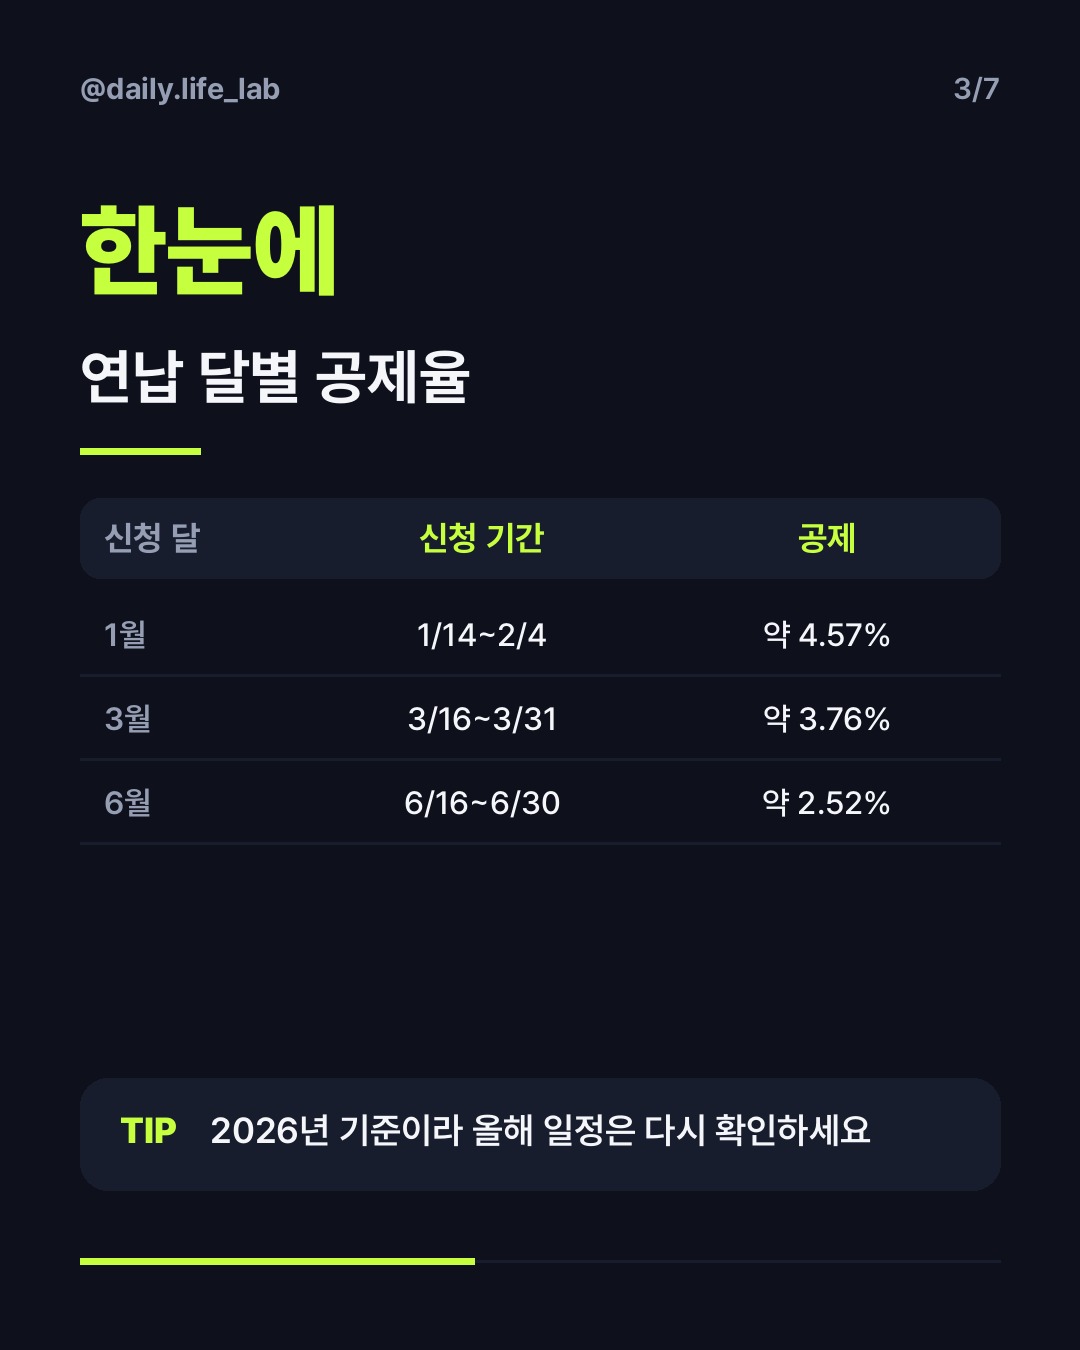 @daily.life_lab 3/7
한눈에
연납 달별 공제율
신청 달 신청 기간 공제
1월 1/14~2/4 약 4.57%
3월 3/16~3/31 약 3.76%
6월 6/16~6/30 약 2.52%
TIP 2026년 기준이라 올해 일정은 다시 확인하세요